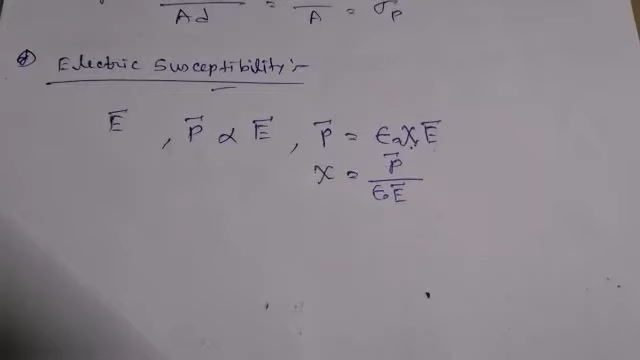 Ad = A = σp
Electric Susceptibility:-
E̅ , P̅ ∝ E̅ , P̅ = ε₀χE̅
χ = P̅ / ε₀E̅